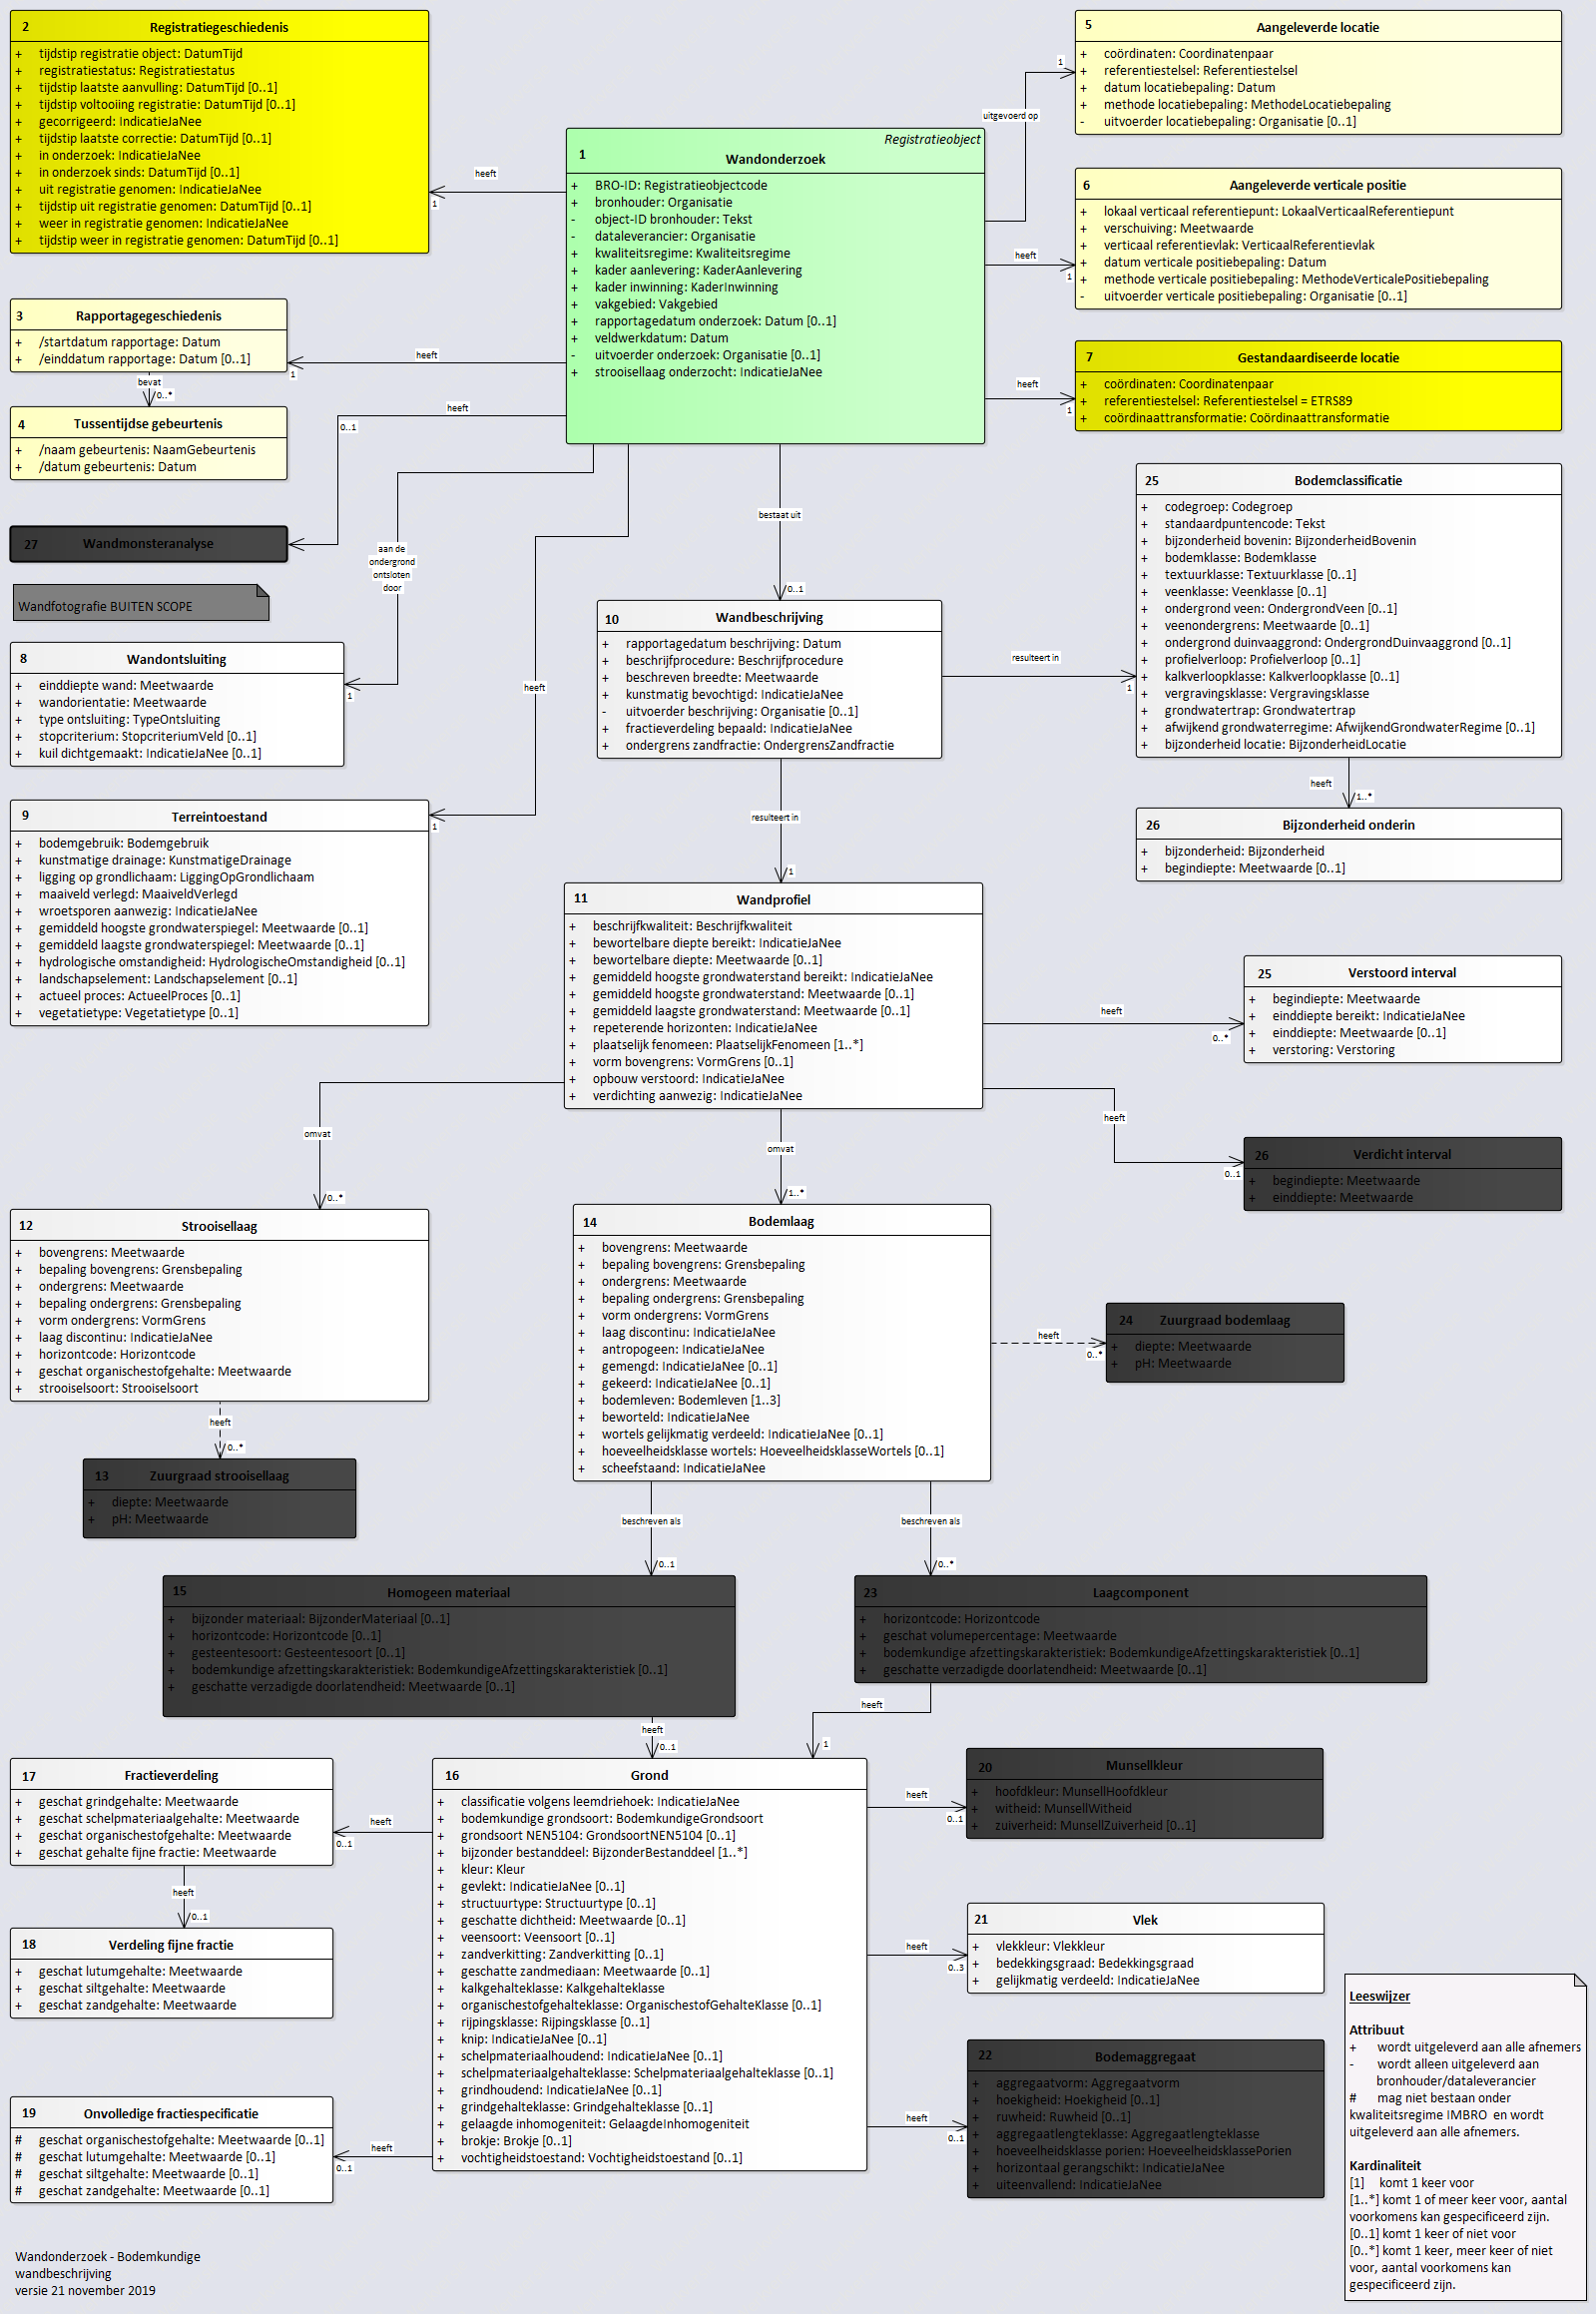 2 Registratiegeschiedenis
+ tijdstip registratie object: DatumTijd
+ registratiestatus: Registratiestatus
+ tijdstip laatste aanvulling: DatumTijd [0..1]
+ tijdstip voltooiing registratie: DatumTijd [0..1]
+ gecorrigeerd: IndicatieJaNee
+ tijdstip laatste correctie: DatumTijd [0..1]
+ in onderzoek: IndicatieJaNee
+ in onderzoek sinds: DatumTijd [0..1]
+ uit registratie genomen: IndicatieJaNee
+ tijdstip uit registratie genomen: DatumTijd [0..1]
+ weer in registratie genomen: IndicatieJaNee
+ tijdstip weer in registratie genomen: DatumTijd [0..1]
heeft
1
Registratieobject
1 Wandonderzoek
+ BRO-ID: Registratieobjectcode
+ bronhouder: Organisatie
- object-ID bronhouder: Tekst
- dataleverancier: Organisatie
+ kwaliteitsregime: Kwaliteitsregime
+ kader aanlevering: KaderAanlevering
+ kader inwinning: KaderInwinning
+ vakgebied: Vakgebied
+ rapportagedatum onderzoek: Datum [0..1]
+ veldwerkdatum: Datum
- uitvoerder onderzoek: Organisatie [0..1]
+ strooisellaag onderzocht: IndicatieJaNee
uitgevoerd op
1
5 Aangeleverde locatie
+ coördinaten: Coordinatenpaar
+ referentiestelsel: Referentiestelsel
+ datum locatiebepaling: Datum
+ methode locatiebepaling: MethodeLocatiebepaling
- uitvoerder locatiebepaling: Organisatie [0..1]
heeft
1
6 Aangeleverde verticale positie
+ lokaal verticaal referentiepunt: LokaalVerticaalReferentiepunt
+ verschuiving: Meetwaarde
+ verticaal referentievlak: VerticaalReferentievlak
+ datum verticale positiebepaling: Datum
+ methode verticale positiebepaling: MethodeVerticalePositiebepaling
- uitvoerder verticale positiebepaling: Organisatie [0..1]
heeft
1
7 Gestandaardiseerde locatie
+ coördinaten: Coordinatenpaar
+ referentiestelsel: Referentiestelsel = ETRS89
+ coördinaattransformatie: Coördinaattransformatie
3 Rapportagegeschiedenis
+ /startdatum rapportage: Datum
+ /einddatum rapportage: Datum [0..1]
heeft
1
bevat
0..*
4 Tussentijdse gebeurtenis
+ /naam gebeurtenis: NaamGebeurtenis
+ /datum gebeurtenis: Datum
heeft
0..1
27 Wandmonsteranalyse
Wandfotografie BUITEN SCOPE
aan de
ondergrond
ontsloten
door
1
8 Wandontsluiting
+ einddiepte wand: Meetwaarde
+ wandorientatie: Meetwaarde
+ type ontsluiting: TypeOntsluiting
+ stopcriterium: StopcriteriumVeld [0..1]
+ kuil dichtgemaakt: IndicatieJaNee [0..1]
heeft
1
9 Terreintoestand
+ bodemgebruik: Bodemgebruik
+ kunstmatige drainage: KunstmatigeDrainage
+ ligging op grondlichaam: LiggingOpGrondlichaam
+ maaiveld verlegd: MaaiveldVerlegd
+ wroetsporen aanwezig: IndicatieJaNee
+ gemiddeld hoogste grondwaterspiegel: Meetwaarde [0..1]
+ gemiddeld laagste grondwaterspiegel: Meetwaarde [0..1]
+ hydrologische omstandigheid: HydrologischeOmstandigheid [0..1]
+ landschapselement: Landschapselement [0..1]
+ actueel proces: ActueelProces [0..1]
+ vegetatietype: Vegetatietype [0..1]
bestaat uit
0..1
10 Wandbeschrijving
+ rapportagedatum beschrijving: Datum
+ beschrijfprocedure: Beschrijfprocedure
+ beschreven breedte: Meetwaarde
+ kunstmatig bevochtigd: IndicatieJaNee
- uitvoerder beschrijving: Organisatie [0..1]
+ fractieverdeling bepaald: IndicatieJaNee
+ ondergrens zandfractie: OndergrensZandfractie
resulteert in
1
25 Bodemclassificatie
+ codegroep: Codegroep
+ standaardpuntencode: Tekst
+ bijzonderheid bovenin: BijzonderheidBovenin
+ bodemklasse: Bodemklasse
+ textuurklasse: Textuurklasse [0..1]
+ veenklasse: Veenklasse [0..1]
+ ondergrond veen: OndergrondVeen [0..1]
+ veenondergrens: Meetwaarde [0..1]
+ ondergrond duinvaaggrond: OndergrondDuinvaaggrond [0..1]
+ profielverloop: Profielverloop [0..1]
+ kalkverloopklasse: Kalkverloopklasse [0..1]
+ vergravingsklasse: Vergravingsklasse
+ grondwatertrap: Grondwatertrap
+ afwijkend grondwaterregime: AfwijkendGrondwaterRegime [0..1]
+ bijzonderheid locatie: BijzonderheidLocatie
heeft
1..*
26 Bijzonderheid onderin
+ bijzonderheid: Bijzonderheid
+ begindiepte: Meetwaarde [0..1]
resulteert in
1
11 Wandprofiel
+ beschrijfkwaliteit: Beschrijfkwaliteit
+ bewortelbare diepte bereikt: IndicatieJaNee
+ bewortelbare diepte: Meetwaarde [0..1]
+ gemiddeld hoogste grondwaterstand bereikt: IndicatieJaNee
+ gemiddeld hoogste grondwaterstand: Meetwaarde [0..1]
+ gemiddeld laagste grondwaterstand: Meetwaarde [0..1]
+ repeterende horizonten: IndicatieJaNee
+ plaatselijk fenomeen: PlaatselijkFenomeen [1..*]
+ vorm bovengrens: VormGrens [0..1]
+ opbouw verstoord: IndicatieJaNee
+ verdichting aanwezig: IndicatieJaNee
heeft
0..*
25 Verstoord interval
+ begindiepte: Meetwaarde
+ einddiepte bereikt: IndicatieJaNee
+ einddiepte: Meetwaarde [0..1]
+ verstoring: Verstoring
heeft
0..1
26 Verdicht interval
+ begindiepte: Meetwaarde
+ einddiepte: Meetwaarde
omvat
0..*
12 Strooisellaag
+ bovengrens: Meetwaarde
+ bepaling bovengrens: Grensbepaling
+ ondergrens: Meetwaarde
+ bepaling ondergrens: Grensbepaling
+ vorm ondergrens: VormGrens
+ laag discontinu: IndicatieJaNee
+ horizontcode: Horizontcode
+ geschat organischestofgehalte: Meetwaarde
+ strooiselsoort: Strooiselsoort
heeft
0..*
13 Zuurgraad strooisellaag
+ diepte: Meetwaarde
+ pH: Meetwaarde
omvat
1..*
14 Bodemlaag
+ bovengrens: Meetwaarde
+ bepaling bovengrens: Grensbepaling
+ ondergrens: Meetwaarde
+ bepaling ondergrens: Grensbepaling
+ vorm ondergrens: VormGrens
+ laag discontinu: IndicatieJaNee
+ antropogeen: IndicatieJaNee
+ gemengd: IndicatieJaNee [0..1]
+ gekeerd: IndicatieJaNee [0..1]
+ bodemleven: Bodemleven [1..3]
+ beworteld: IndicatieJaNee
+ wortels gelijkmatig verdeeld: IndicatieJaNee [0..1]
+ hoeveelheidsklasse wortels: HoeveelheidsklasseWortels [0..1]
+ scheefstaand: IndicatieJaNee
heeft
0..*
24 Zuurgraad bodemlaag
+ diepte: Meetwaarde
+ pH: Meetwaarde
beschreven als
0..1
15 Homogeen materiaal
+ bijzonder materiaal: BijzonderMateriaal [0..1]
+ horizontcode: Horizontcode [0..1]
+ gesteentesoort: Gesteentesoort [0..1]
+ bodemkundige afzettingskarakteristiek: BodemkundigeAfzettingskarakteristiek [0..1]
+ geschatte verzadigde doorlatendheid: Meetwaarde [0..1]
beschreven als
0..*
23 Laagcomponent
+ horizontcode: Horizontcode
+ geschat volumepercentage: Meetwaarde
+ bodemkundige afzettingskarakteristiek: BodemkundigeAfzettingskarakteristiek [0..1]
+ geschatte verzadigde doorlatendheid: Meetwaarde [0..1]
heeft
0..1
heeft
1
16 Grond
+ classificatie volgens leemdriehoek: IndicatieJaNee
+ bodemkundige grondsoort: BodemkundigeGrondsoort
+ grondsoort NEN5104: GrondsoortNEN5104 [0..1]
+ bijzonder bestanddeel: BijzonderBestanddeel [1..*]
+ kleur: Kleur
+ gevlekt: IndicatieJaNee [0..1]
+ structuurtype: Structuurtype [0..1]
+ geschatte dichtheid: Meetwaarde [0..1]
+ veensoort: Veensoort [0..1]
+ zandverkitting: Zandverkitting [0..1]
+ geschatte zandmediaan: Meetwaarde [0..1]
+ kalkgehalteklasse: Kalkgehalteklasse
+ organischestofgehalteklasse: OrganischestofGehalteKlasse [0..1]
+ rijpingsklasse: Rijpingsklasse [0..1]
+ knip: IndicatieJaNee [0..1]
+ schelpmateriaalhoudend: IndicatieJaNee [0..1]
+ schelpmateriaalgehalteklasse: Schelpmateriaalgehalteklasse [0..1]
+ grindhoudend: IndicatieJaNee [0..1]
+ grindgehalteklasse: Grindgehalteklasse [0..1]
+ gelaagde inhomogeniteit: GelaagdeInhomogeniteit
+ brokje: Brokje [0..1]
+ vochtigheidstoestand: Vochtigheidstoestand [0..1]
heeft
0..1
17 Fractieverdeling
+ geschat grindgehalte: Meetwaarde
+ geschat schelpmateriaalgehalte: Meetwaarde
+ geschat organischestofgehalte: Meetwaarde
+ geschat gehalte fijne fractie: Meetwaarde
heeft
0..1
18 Verdeling fijne fractie
+ geschat lutumgehalte: Meetwaarde
+ geschat siltgehalte: Meetwaarde
+ geschat zandgehalte: Meetwaarde
heeft
0..1
19 Onvolledige fractiespecificatie
# geschat organischestofgehalte: Meetwaarde [0..1]
# geschat lutumgehalte: Meetwaarde [0..1]
# geschat siltgehalte: Meetwaarde [0..1]
# geschat zandgehalte: Meetwaarde [0..1]
heeft
0..1
20 Munsellkleur
+ hoofdkleur: MunsellHoofdkleur
+ witheid: MunsellWitheid
+ zuiverheid: MunsellZuiverheid [0..1]
heeft
0..3
21 Vlek
+ vlekkleur: Vlekkleur
+ bedekkingsgraad: Bedekkingsgraad
+ gelijkmatig verdeeld: IndicatieJaNee
heeft
0..1
22 Bodemaggregaat
+ aggregaatvorm: Aggregaatvorm
+ hoekigheid: Hoekigheid [0..1]
+ ruwheid: Ruwheid [0..1]
+ aggregaatlengteklasse: Aggregaatlengteklasse
+ hoeveelheidsklasse porien: HoeveelheidsklassePorien
+ horizontaal gerangschikt: IndicatieJaNee
+ uiteenvallend: IndicatieJaNee
Leeswijzer
Attribuut
+ wordt uitgeleverd aan alle afnemers
- wordt alleen uitgeleverd aan
bronhouder/dataleverancier
# mag niet bestaan onder
kwaliteitsregime IMBRO en wordt
uitgeleverd aan alle afnemers.
Kardinaliteit
[1] komt 1 keer voor
[1..*] komt 1 of meer keer voor, aantal
voorkomens kan gespecificeerd zijn.
[0..1] komt 1 keer of niet voor
[0..*] komt 1 keer, meer keer of niet
voor, aantal voorkomens kan
gespecificeerd zijn.
Wandonderzoek - Bodemkundige
wandbeschrijving
versie 21 november 2019